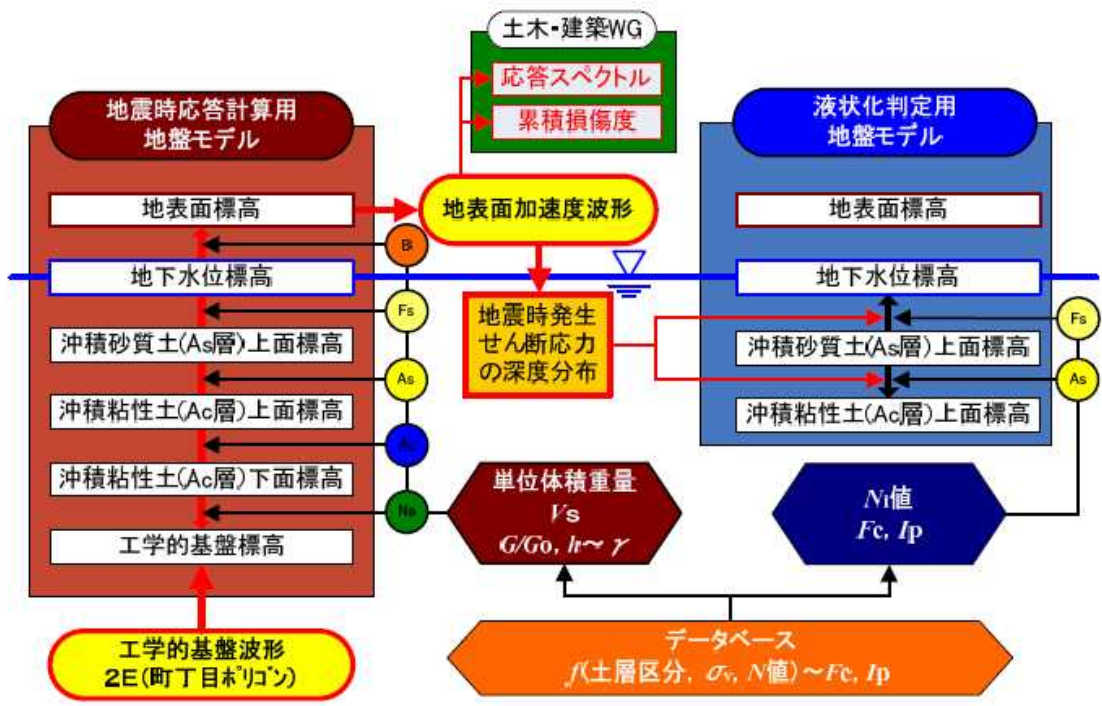 土木・建築WG
応答スペクトル
累積損傷度
地震時応答計算用
地盤モデル
地表面標高
地下水位標高
沖積砂質土(As層)上面標高
沖積粘性土(Ac層)上面標高
沖積粘性土(Ac層)下面標高
工学的基盤標高
工学的基盤波形
2E(町丁目ポリゴン)
地表面加速度波形
地震時発生
せん断応力
の深度分布
Fs
As
単位体積重量
Vs
G/Go, h～γ
データベース
f(土層区分, σv, N値)～Fc, Ip
液状化判定用
地盤モデル
地表面標高
地下水位標高
沖積砂質土(As層)上面標高
沖積粘性土(Ac層)上面標高
Fs
As
N1値
Fc, Ip